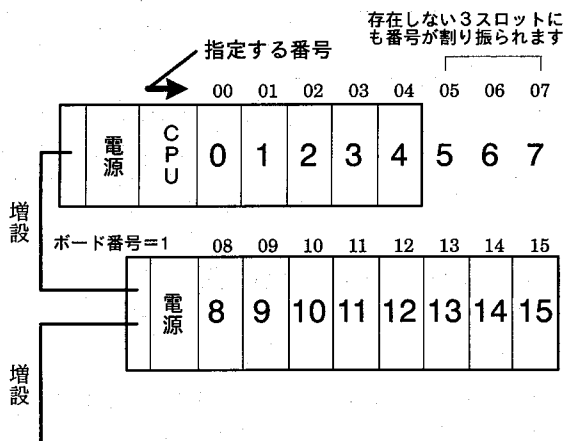 存在しない3スロットに
も番号が割り振られます
指定する番号
00 01 02 03 04 05 06 07
電源 CPU 0 1 2 3 4 5 6 7
増設
ボード番号=1 08 09 10 11 12 13 14 15
電源 8 9 10 11 12 13 14 15
増設